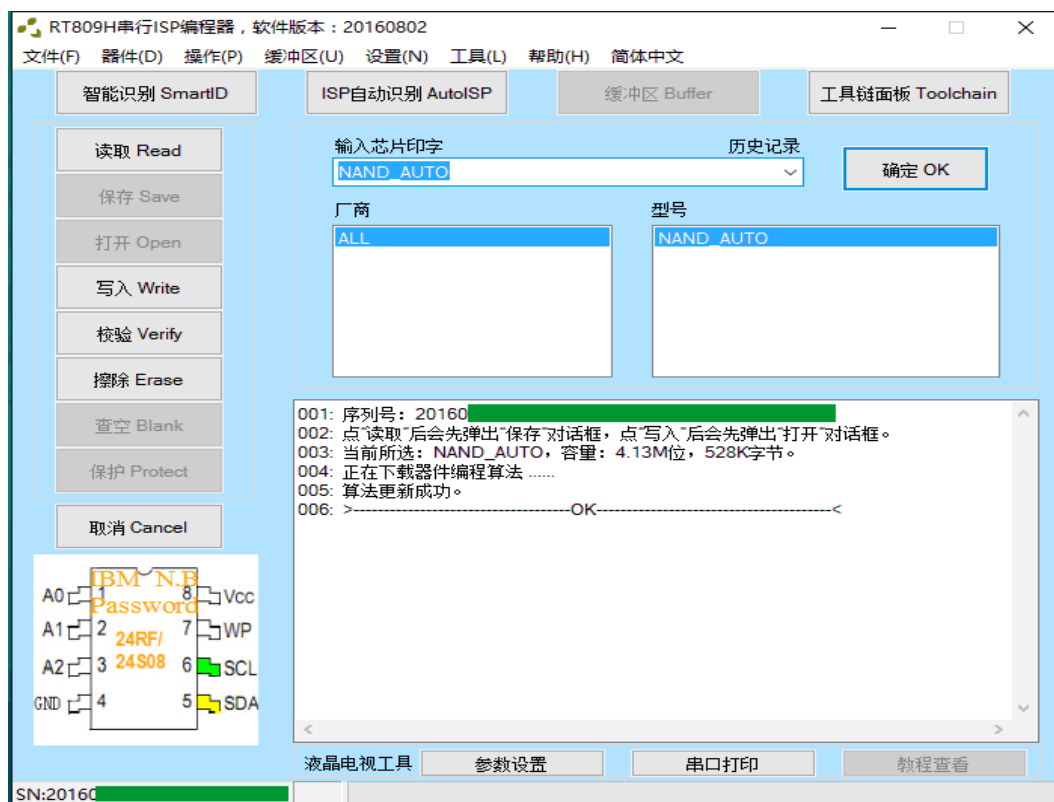 RT809H串行ISP编程器，软件版本：20160802
文件(F) 器件(D) 操作(P) 缓冲区(U) 设置(N) 工具(L) 帮助(H) 简体中文
智能识别 SmartID
ISP自动识别 AutoISP
缓冲区 Buffer
工具链面板 Toolchain
读取 Read
保存 Save
打开 Open
写入 Write
校验 Verify
擦除 Erase
查空 Blank
保护 Protect
取消 Cancel
输入芯片印字
历史记录
NAND_AUTO
确定 OK
厂商
型号
ALL
NAND_AUTO
001: 序列号：20160
002: 点"读取"后会先弹出"保存"对话框，点"写入"后会先弹出"打开"对话框。
003: 当前所选：NAND_AUTO，容量：4.13M位，528K字节。
004: 正在下载器件编程算法 ......
005: 算法更新成功。
006: >-----------------------------------OK---------------------------------------<
IBM N.B
Password
24RF/
24S08
A0 1 8 Vcc
A1 2 7 WP
A2 3 6 SCL
GND 4 5 SDA
液晶电视工具
参数设置
串口打印
教程查看
SN:20160